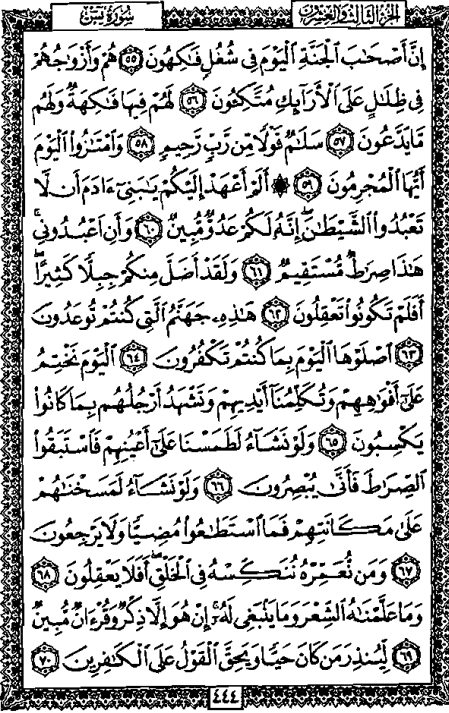 الجزء الثالث والعشرون
سورة يس
إِنَّ أَصْحَٰبَ ٱلْجَنَّةِ ٱلْيَوْمَ فِى شُغُلٍ فَٰكِهُونَ ۝٥٥ هُمْ وَأَزْوَٰجُهُمْ
فِى ظِلَٰلٍ عَلَى ٱلْأَرَآئِكِ مُتَّكِـُٔونَ ۝٥٦ لَهُمْ فِيهَا فَٰكِهَةٌ وَلَهُم
مَّا يَدَّعُونَ ۝٥٧ سَلَٰمٌ قَوْلًا مِّن رَّبٍّ رَّحِيمٍ ۝٥٨ وَٱمْتَٰزُوا۟ ٱلْيَوْمَ
أَيُّهَا ٱلْمُجْرِمُونَ ۝٥٩ ۞ أَلَمْ أَعْهَدْ إِلَيْكُمْ يَٰبَنِىٓ ءَادَمَ أَن لَّا
تَعْبُدُوا۟ ٱلشَّيْطَٰنَ ۖ إِنَّهُۥ لَكُمْ عَدُوٌّ مُّبِينٌ ۝٦٠ وَأَنِ ٱعْبُدُونِى ۚ
هَٰذَا صِرَٰطٌ مُّسْتَقِيمٌ ۝٦١ وَلَقَدْ أَضَلَّ مِنكُمْ جِبِلًّا كَثِيرًا ۖ
أَفَلَمْ تَكُونُوا۟ تَعْقِلُونَ ۝٦٢ هَٰذِهِۦ جَهَنَّمُ ٱلَّتِى كُنتُمْ تُوعَدُونَ
۝٦٣ ٱصْلَوْهَا ٱلْيَوْمَ بِمَا كُنتُمْ تَكْفُرُونَ ۝٦٤ ٱلْيَوْمَ نَخْتِمُ
عَلَىٰٓ أَفْوَٰهِهِمْ وَتُكَلِّمُنَآ أَيْدِيهِمْ وَتَشْهَدُ أَرْجُلُهُم بِمَا كَانُوا۟
يَكْسِبُونَ ۝٦٥ وَلَوْ نَشَآءُ لَطَمَسْنَا عَلَىٰٓ أَعْيُنِهِمْ فَٱسْتَبَقُوا۟
ٱلصِّرَٰطَ فَأَنَّىٰ يُبْصِرُونَ ۝٦٦ وَلَوْ نَشَآءُ لَمَسَخْنَٰهُمْ
عَلَىٰ مَكَانَتِهِمْ فَمَا ٱسْتَطَٰعُوا۟ مُضِيًّا وَلَا يَرْجِعُونَ
۝٦٧ وَمَن نُّعَمِّرْهُ نُنَكِّسْهُ فِى ٱلْخَلْقِ ۖ أَفَلَا يَعْقِلُونَ ۝٦٨
وَمَا عَلَّمْنَٰهُ ٱلشِّعْرَ وَمَا يَنۢبَغِى لَهُۥٓ ۚ إِنْ هُوَ إِلَّا ذِكْرٌ وَقُرْءَانٌ مُّبِينٌ
۝٦٩ لِّيُنذِرَ مَن كَانَ حَيًّا وَيَحِقَّ ٱلْقَوْلُ عَلَى ٱلْكَٰفِرِينَ ۝٧٠
٤٤٤